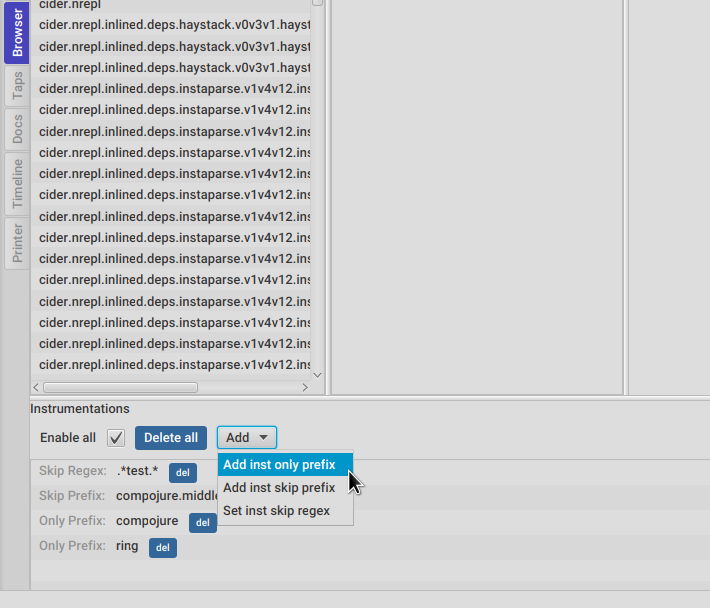 Browser
Taps
Docs
Timeline
Printer
cider.nrepl
cider.nrepl.inlined.deps.haystack.v0v3v1.hayst
cider.nrepl.inlined.deps.haystack.v0v3v1.hayst
cider.nrepl.inlined.deps.haystack.v0v3v1.hayst
cider.nrepl.inlined.deps.instaparse.v1v4v12.ins
cider.nrepl.inlined.deps.instaparse.v1v4v12.ins
cider.nrepl.inlined.deps.instaparse.v1v4v12.ins
cider.nrepl.inlined.deps.instaparse.v1v4v12.ins
cider.nrepl.inlined.deps.instaparse.v1v4v12.ins
cider.nrepl.inlined.deps.instaparse.v1v4v12.ins
cider.nrepl.inlined.deps.instaparse.v1v4v12.ins
cider.nrepl.inlined.deps.instaparse.v1v4v12.ins
cider.nrepl.inlined.deps.instaparse.v1v4v12.ins
cider.nrepl.inlined.deps.instaparse.v1v4v12.ins
cider.nrepl.inlined.deps.instaparse.v1v4v12.ins
cider.nrepl.inlined.deps.instaparse.v1v4v12.ins
cider.nrepl.inlined.deps.instaparse.v1v4v12.ins
cider.nrepl.inlined.deps.instaparse.v1v4v12.ins
Instrumentations
Enable all Delete all Add
Add inst only prefix
Add inst skip prefix
Set inst skip regex
Skip Regex: .*test.* del
Skip Prefix: compojure.middle
Only Prefix: compojure del
Only Prefix: ring del